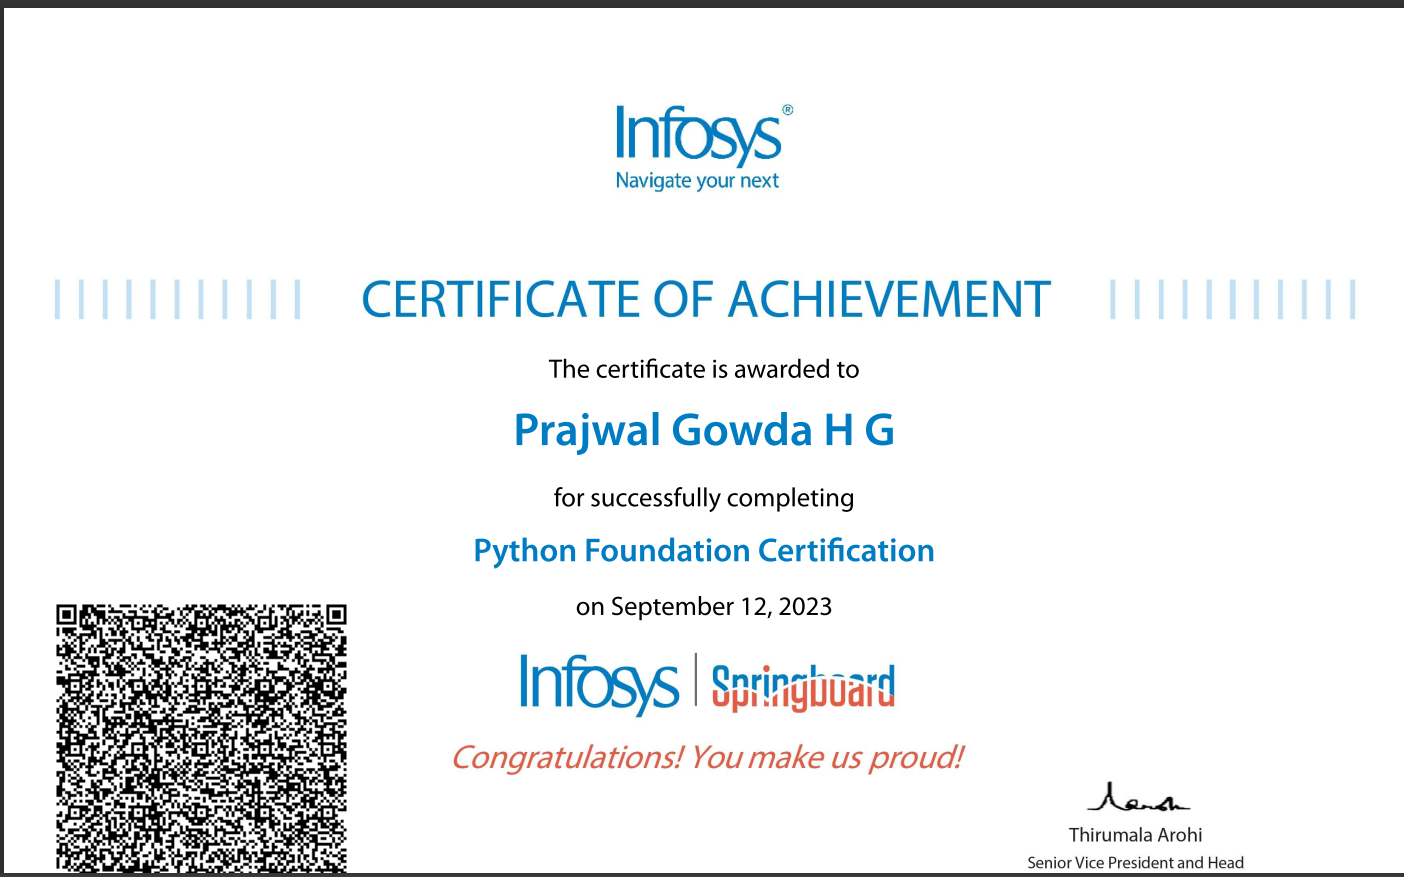 Infosys®
Navigate your next
CERTIFICATE OF ACHIEVEMENT
The certificate is awarded to
Prajwal Gowda H G
for successfully completing
Python Foundation Certification
on September 12, 2023
Infosys | Springboard
Congratulations! You make us proud!
Thirumala Arohi
Senior Vice President and Head